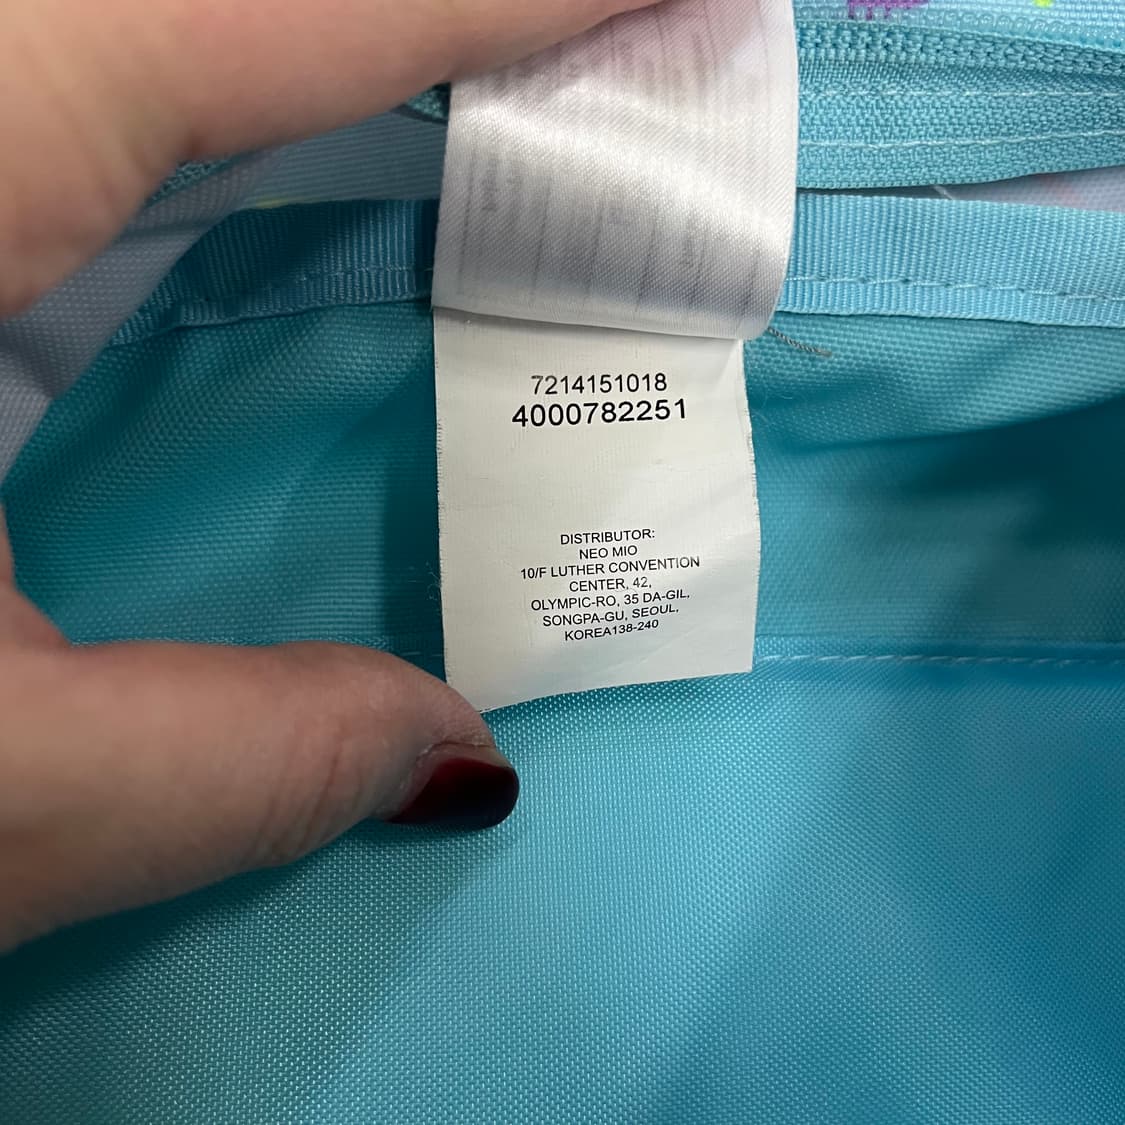 7214151018
4000782251
DISTRIBUTOR:
NEO MIO
10/F LUTHER CONVENTION
CENTER, 42,
OLYMPIC-RO, 35 DA-GIL,
SONGPA-GU, SEOUL,
KOREA138-240